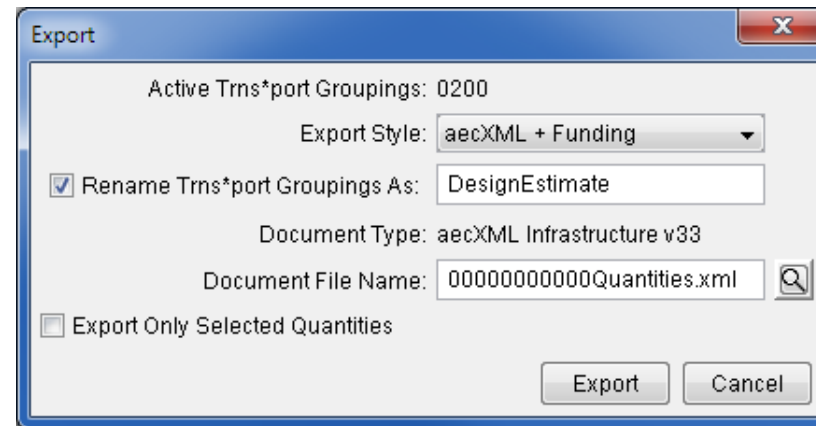 Export
Active Trns*port Groupings: 0200
Export Style: aecXML + Funding
Rename Trns*port Groupings As: DesignEstimate
Document Type: aecXML Infrastructure v33
Document File Name: 00000000000Quantities.xml
Export Only Selected Quantities
Export Cancel